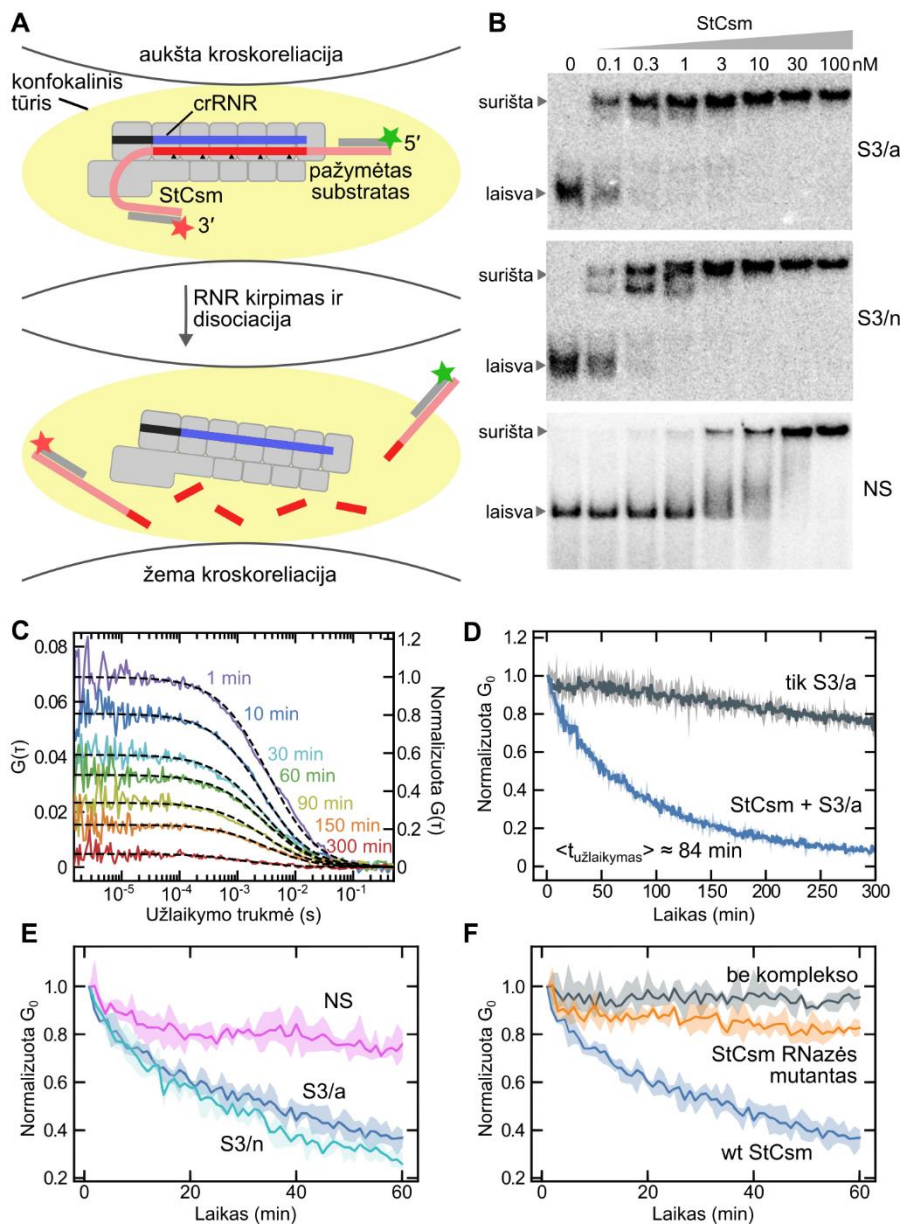 A
aukšta kroskoreliacija
konfokalinis
tūris
crRNR
5′
pažymėtas
substratas
StCsm
3′
RNR kirpimas ir
disociacija
žema kroskoreliacija
B
StCsm
0 0.1 0.3 1 3 10 30 100 nM
surišta
S3/a
laisva
surišta
S3/n
laisva
surišta
NS
laisva
C
G(τ)
0.08
0.06
0.04
0.02
0
1.2
1.0
0.8
0.6
0.4
0.2
0
Normalizuota G(τ)
1 min
10 min
30 min
60 min
90 min
150 min
300 min
10⁻⁵ 10⁻⁴ 10⁻³ 10⁻² 10⁻¹
Užlaikymo trukmė (s)
D
Normalizuota G₀
1.2
1.0
0.8
0.6
0.4
0.2
0
tik S3/a
StCsm + S3/a
<tužlaikymas> ≈ 84 min
0 50 100 150 200 250 300
Laikas (min)
E
Normalizuota G₀
1.0
0.8
0.6
0.4
0.2
NS
S3/a
S3/n
0 20 40 60
Laikas (min)
F
Normalizuota G₀
1.0
0.8
0.6
0.4
0.2
be komplekso
StCsm RNazės
mutantas
wt StCsm
0 20 40 60
Laikas (min)